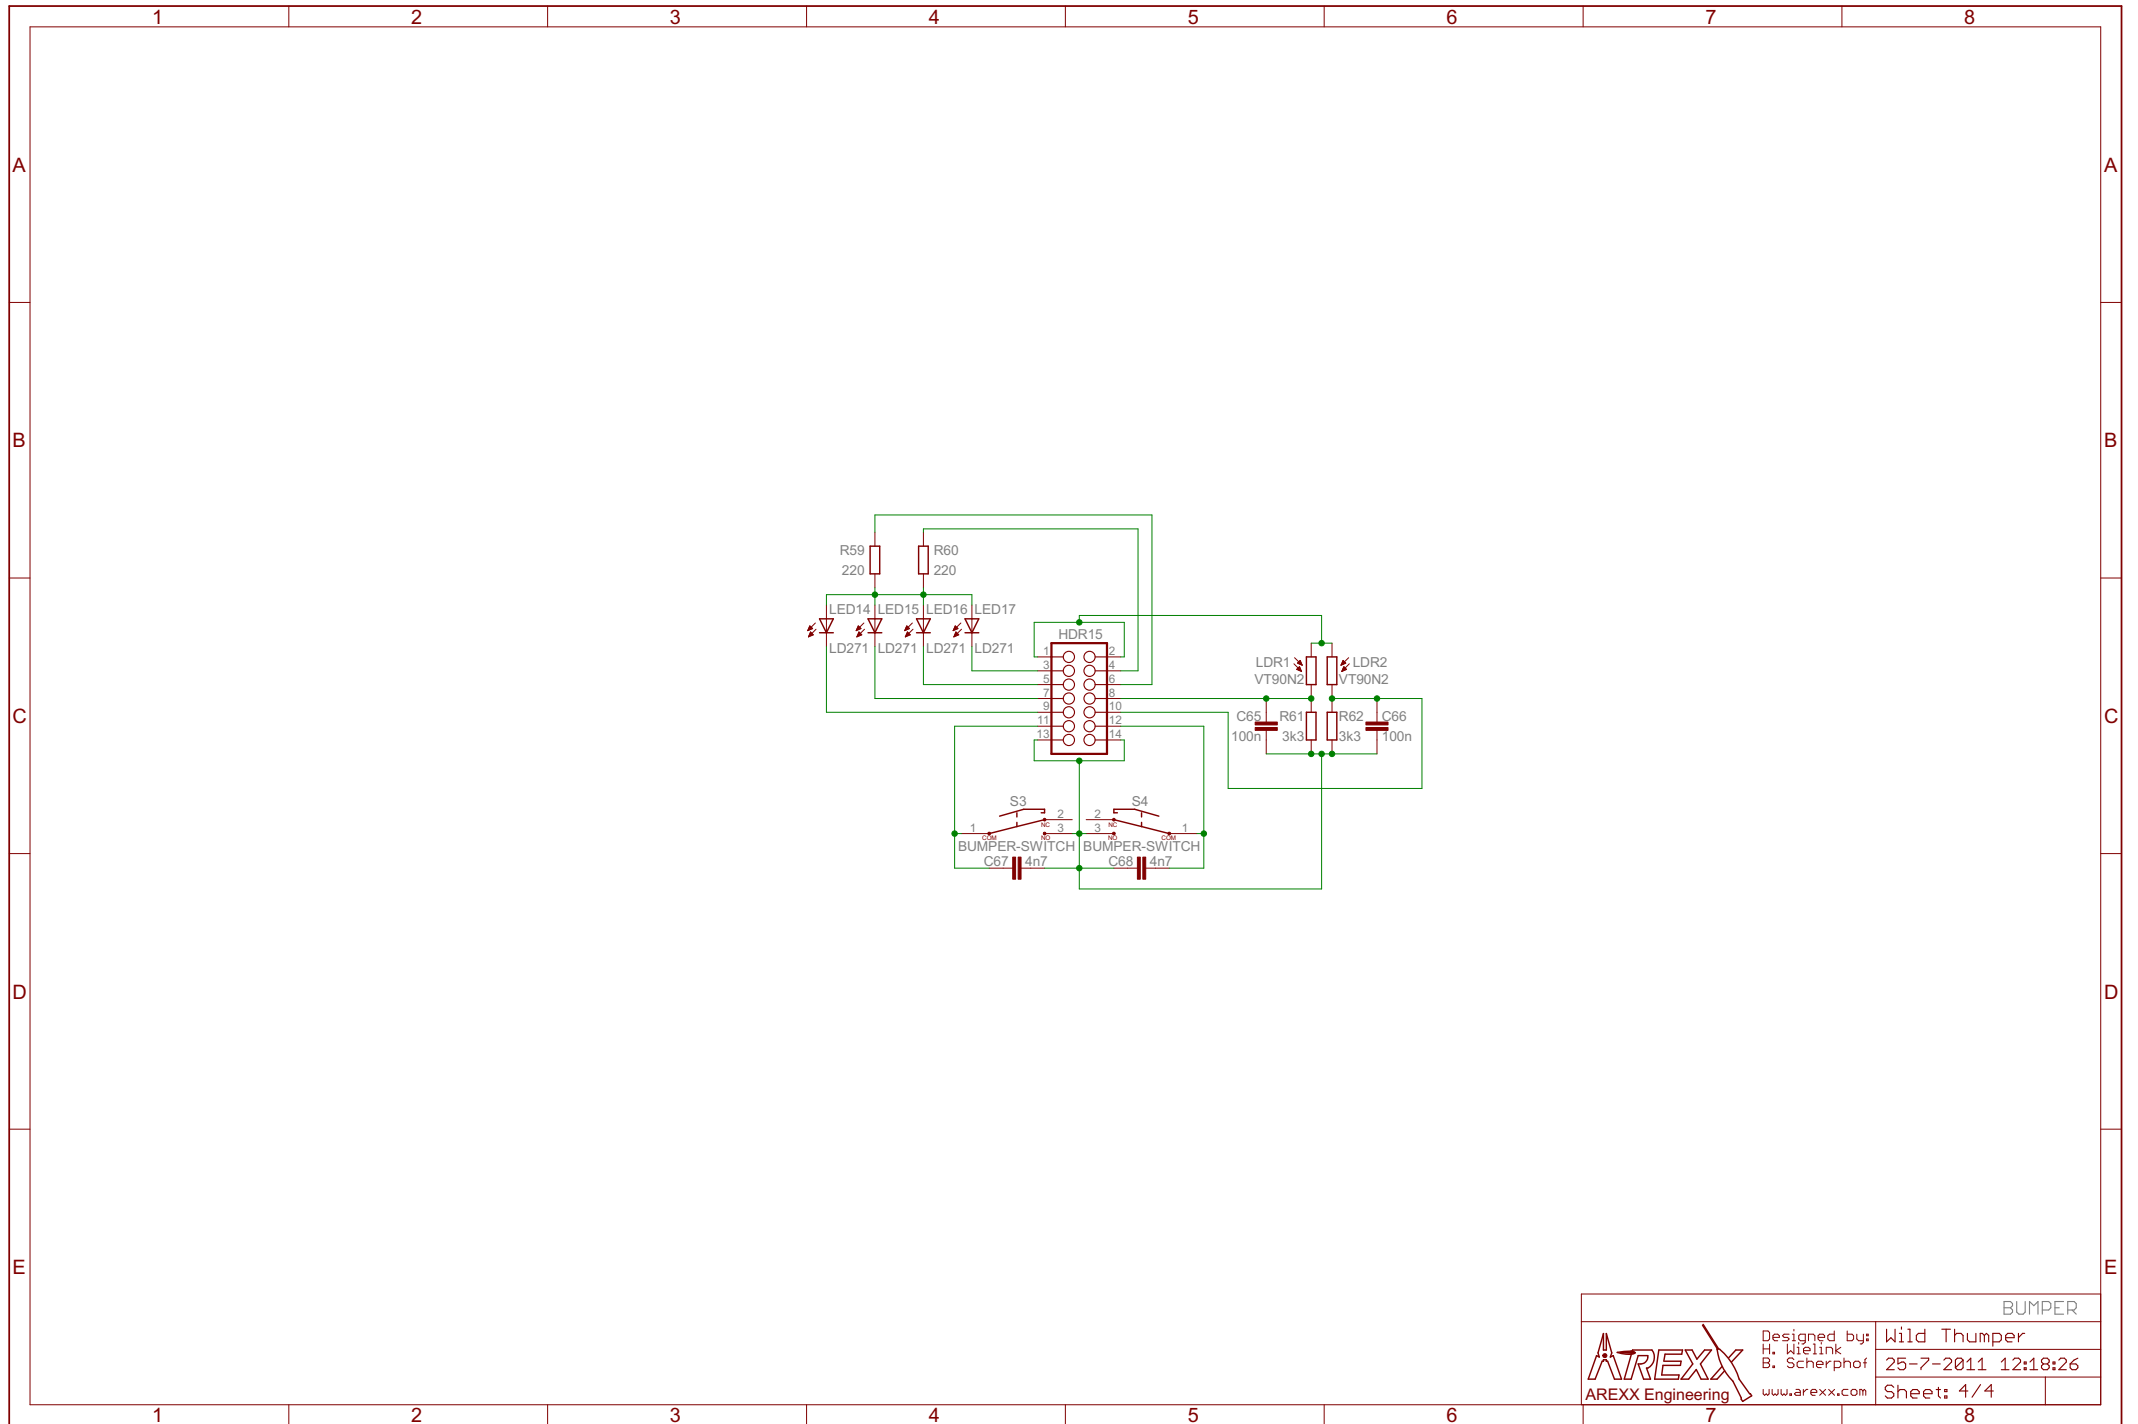 1 2 3 4 5 6 7 8
A A
B B
R59 R60
220 220
LED14 LED15 LED16 LED17
LD271 LD271 LD271 LD271
HDR15
1 2
3 4
5 6
7 8
9 10
11 12
13 14
LDR1 LDR2
VT90N2 VT90N2
C C
C65 R61 R62 C66
100n 3k3 3k3 100n
S3 S4
2 2
NC NC
1 3 3 1
COM NO NO COM
BUMPER-SWITCH BUMPER-SWITCH
C67 4n7 C68 4n7
D D
E E
BUMPER
AREXX
AREXX Engineering
Designed by:
H. Wielink
B. Scherphof
www.arexx.com
Wild Thumper
25-7-2011 12:18:26
Sheet: 4/4
1 2 3 4 5 6 7 8